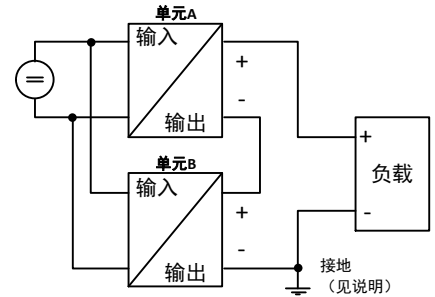 单元A
输入
+
-
输出
单元B
输入
+
-
输出
+
负载
-
接地
（见说明）